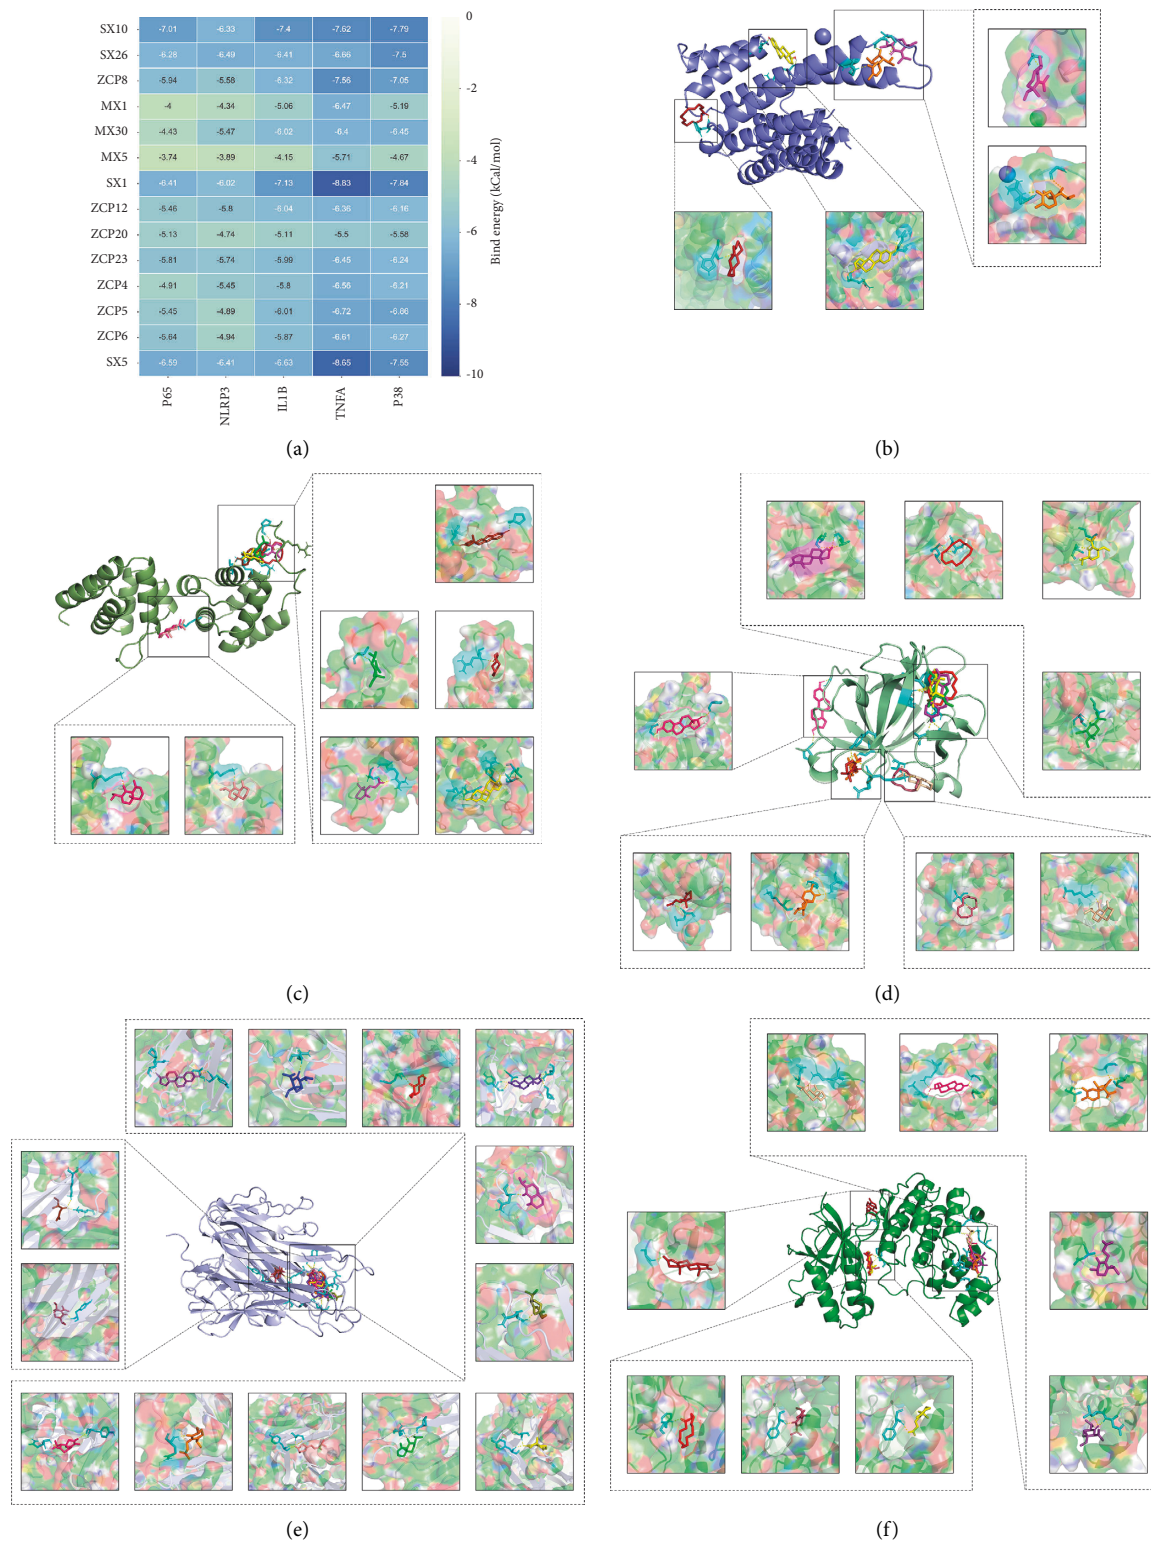 SX10 -7.01 -6.33 -7.4 -7.62 -7.79
SX26 -6.28 -6.49 -6.41 -6.66 -7.5
ZCP8 -5.94 -5.58 -6.32 -7.56 -7.05
MX1 -4 -4.34 -5.06 -6.47 -5.19
MX30 -4.43 -5.47 -6.02 -6.4 -6.45
MX5 -3.74 -3.89 -4.15 -5.71 -4.67
SX1 -6.41 -6.02 -7.13 -8.83 -7.84
ZCP12 -5.46 -5.8 -6.04 -6.36 -6.16
ZCP20 -5.13 -4.74 -5.11 -5.5 -5.58
ZCP23 -5.81 -5.74 -5.99 -6.45 -6.24
ZCP4 -4.91 -5.45 -5.8 -6.56 -6.21
ZCP5 -5.45 -4.89 -6.01 -6.72 -6.86
ZCP6 -5.64 -4.94 -5.87 -6.61 -6.27
SX5 -6.59 -6.41 -6.63 -8.65 -7.55
P65 NLRP3 IL1B TNFA P38
0
-2
-4
-6
-8
-10
Bind energy (kCal/mol)
(a)
(b)
(c)
(d)
(e)
(f)